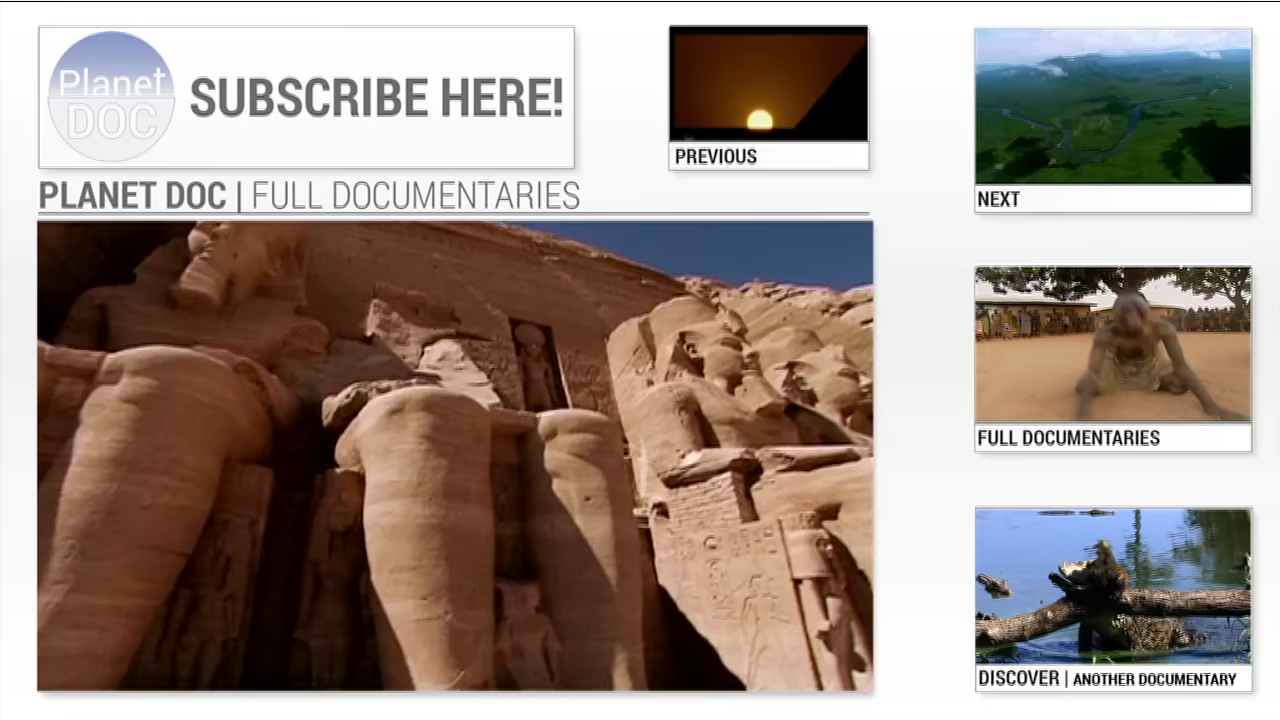 Planet
DOC
SUBSCRIBE HERE!
PLANET DOC | FULL DOCUMENTARIES
PREVIOUS
NEXT
FULL DOCUMENTARIES
DISCOVER | ANOTHER DOCUMENTARY